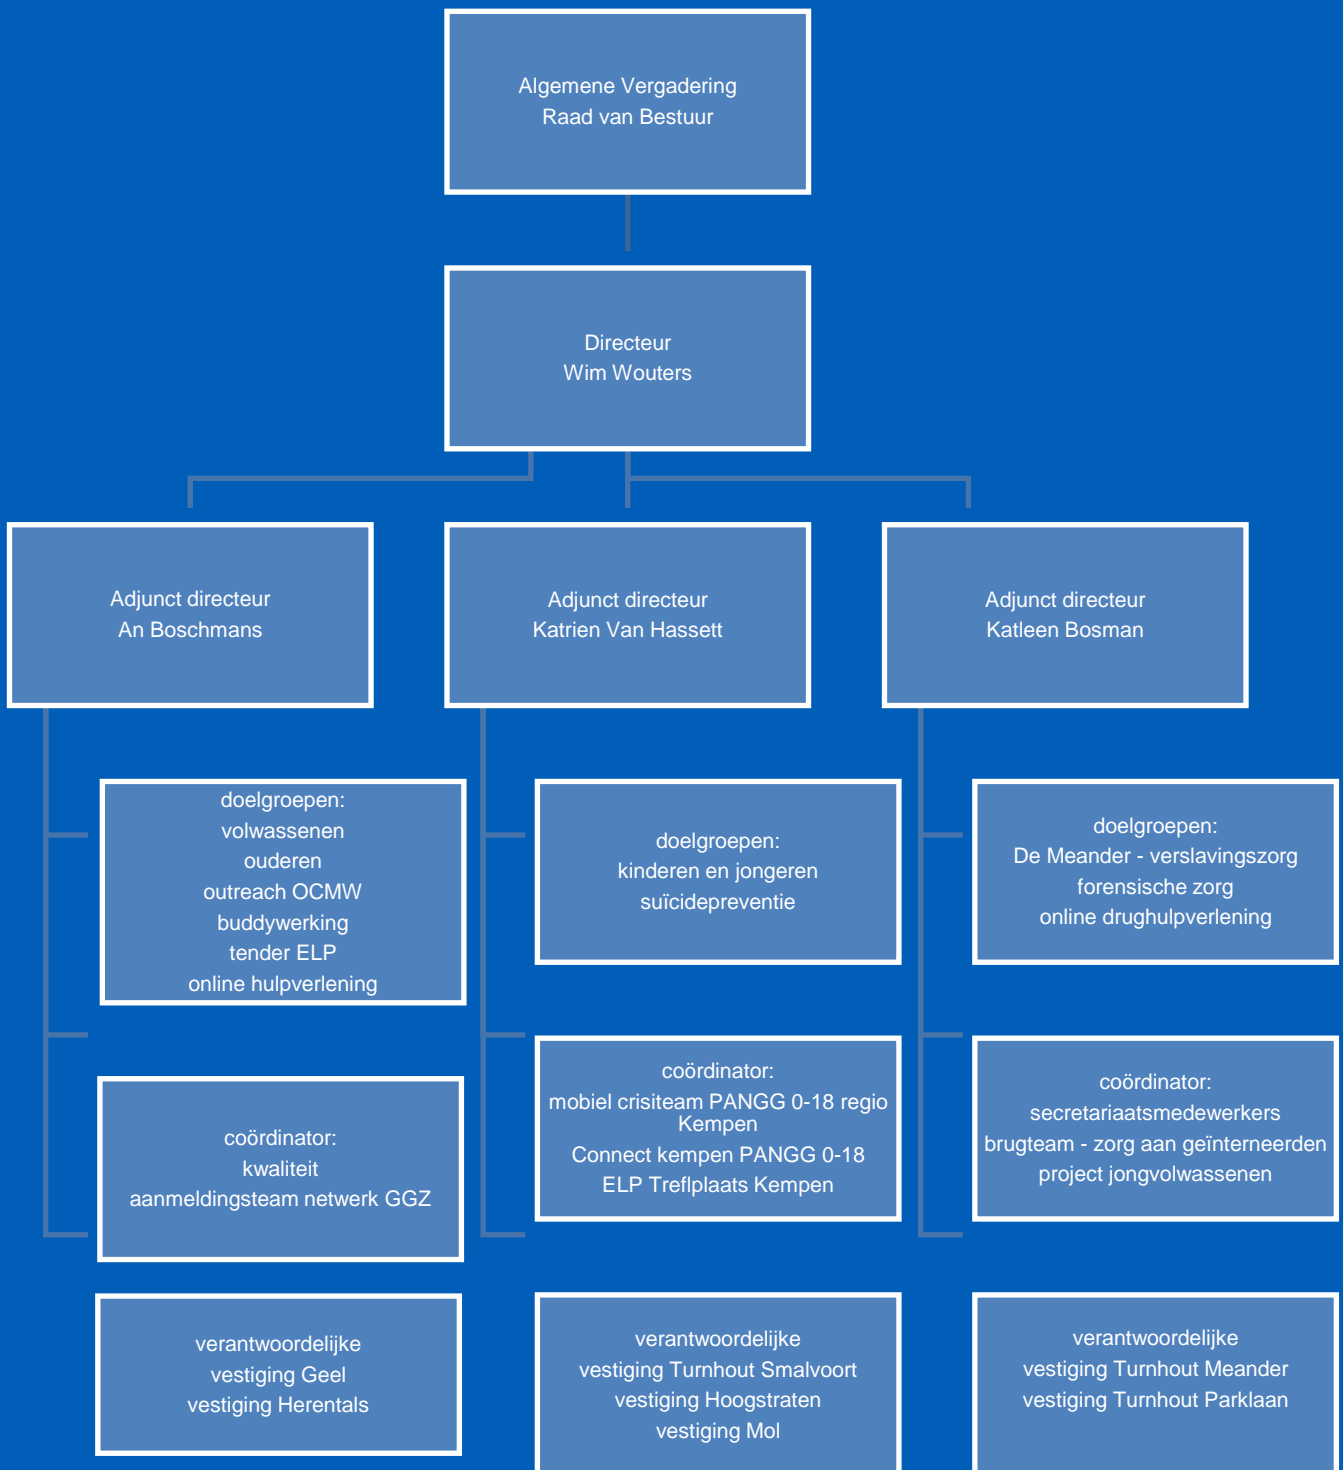 Algemene Vergadering
Raad van Bestuur
Directeur
Wim Wouters
Adjunct directeur
An Boschmans
Adjunct directeur
Katrien Van Hassett
Adjunct directeur
Katleen Bosman
doelgroepen:
volwassenen
ouderen
outreach OCMW
buddywerking
tender ELP
online hulpverlening
doelgroepen:
kinderen en jongeren
suïcidepreventie
doelgroepen:
De Meander - verslavingszorg
forensische zorg
online drughulpverlening
coördinator:
kwaliteit
aanmeldingsteam netwerk GGZ
coördinator:
mobiel crisiteam PANGG 0-18 regio
Kempen
Connect kempen PANGG 0-18
ELP Treflplaats Kempen
coördinator:
secretariaatsmedewerkers
brugteam - zorg aan geïnterneerden
project jongvolwassenen
verantwoordelijke
vestiging Geel
vestiging Herentals
verantwoordelijke
vestiging Turnhout Smalvoort
vestiging Hoogstraten
vestiging Mol
verantwoordelijke
vestiging Turnhout Meander
vestiging Turnhout Parklaan